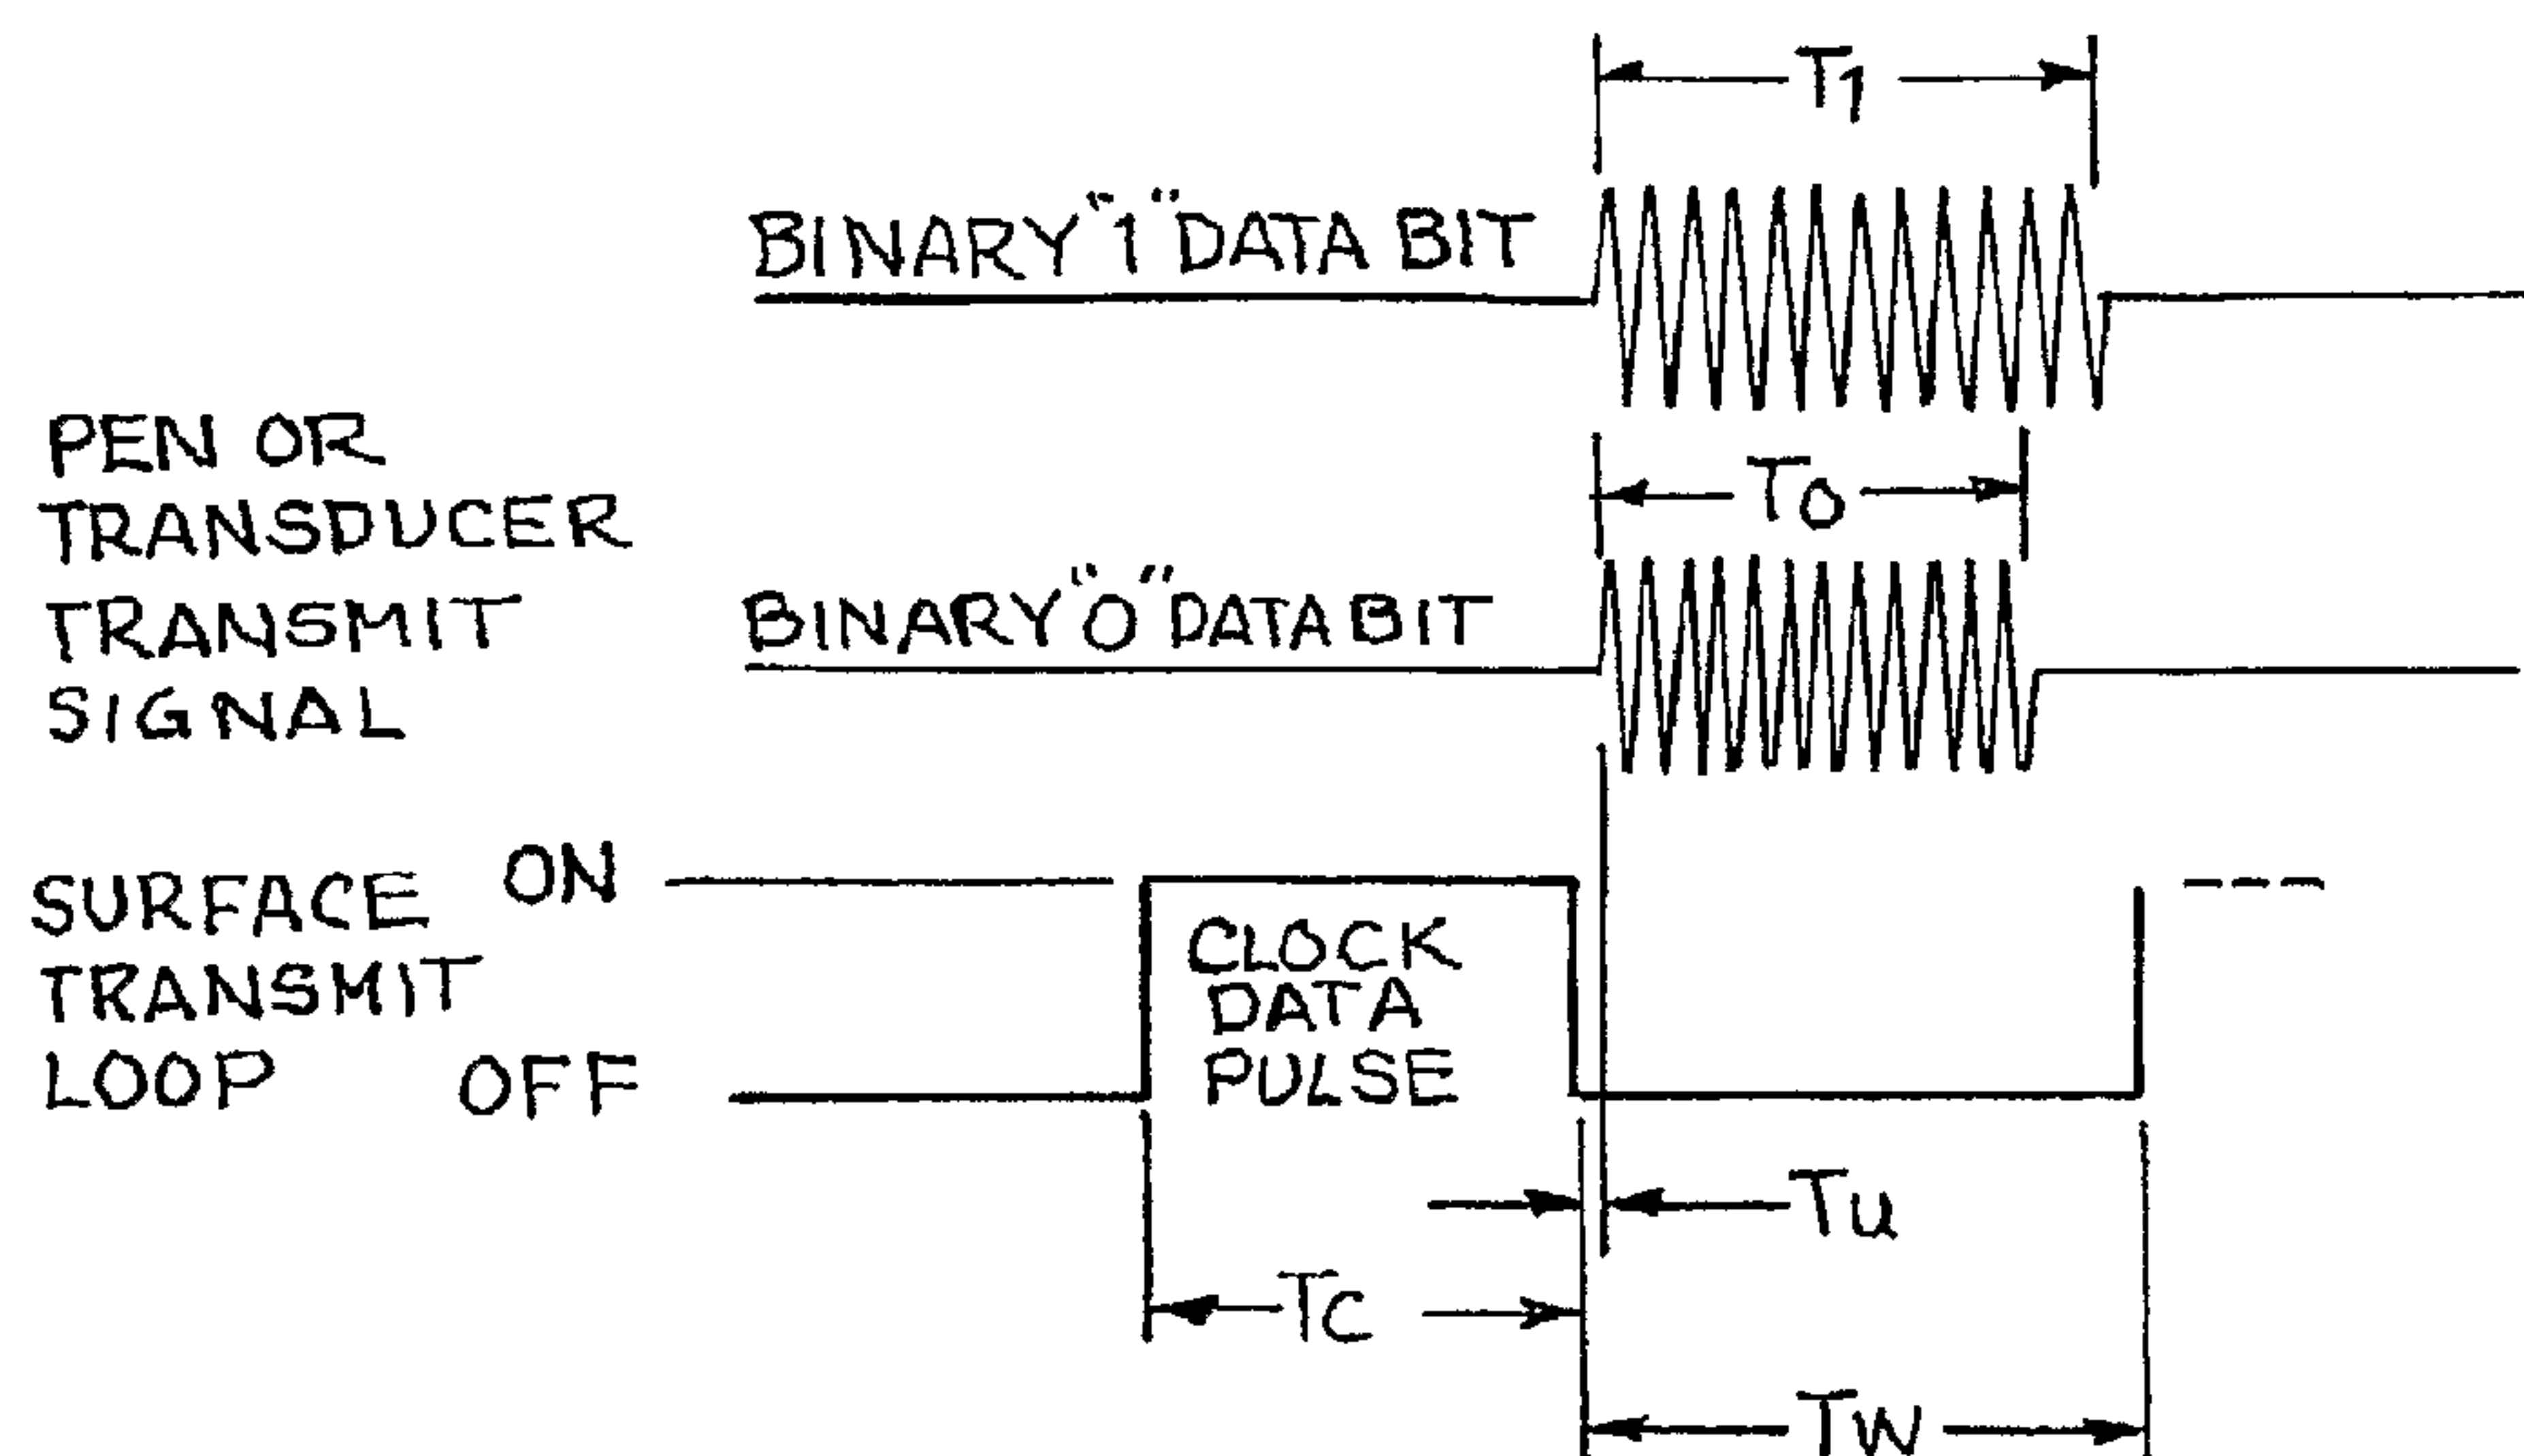 T1
BINARY "1" DATA BIT
PEN OR
TRANSDUCER
TRANSMIT
SIGNAL
T0
BINARY "0" DATA BIT
SURFACE
TRANSMIT
LOOP
ON
OFF
CLOCK
DATA
PULSE
Tu
Tc
Tw